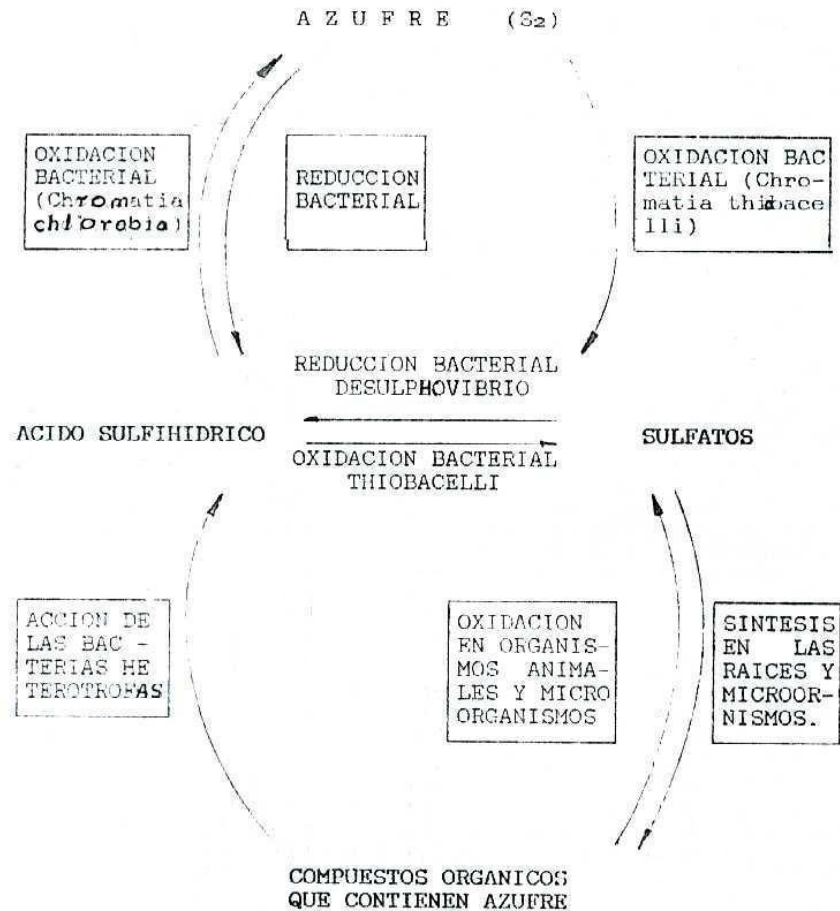 A Z U F R E (S2)
OXIDACION
BACTERIAL
(Chromatia
chlorobia)
REDUCCION
BACTERIAL
OXIDACION BAC
TERIAL (Chro-
matia thiobace
lli)
REDUCCION BACTERIAL
DESULPHOVIBRIO
ACIDO SULFIHIDRICO
SULFATOS
OXIDACION BACTERIAL
THIOBACELLI
ACCION DE
LAS BAC -
TERIAS HE
TEROTROFAS
OXIDACION
EN ORGANIS-
MOS ANIMA-
LES Y MICRO
ORGANISMOS
SINTESIS
EN LAS
RAICES Y
MICROOR-
NISMOS.
COMPUESTOS ORGANICOS
QUE CONTIENEN AZUFRE